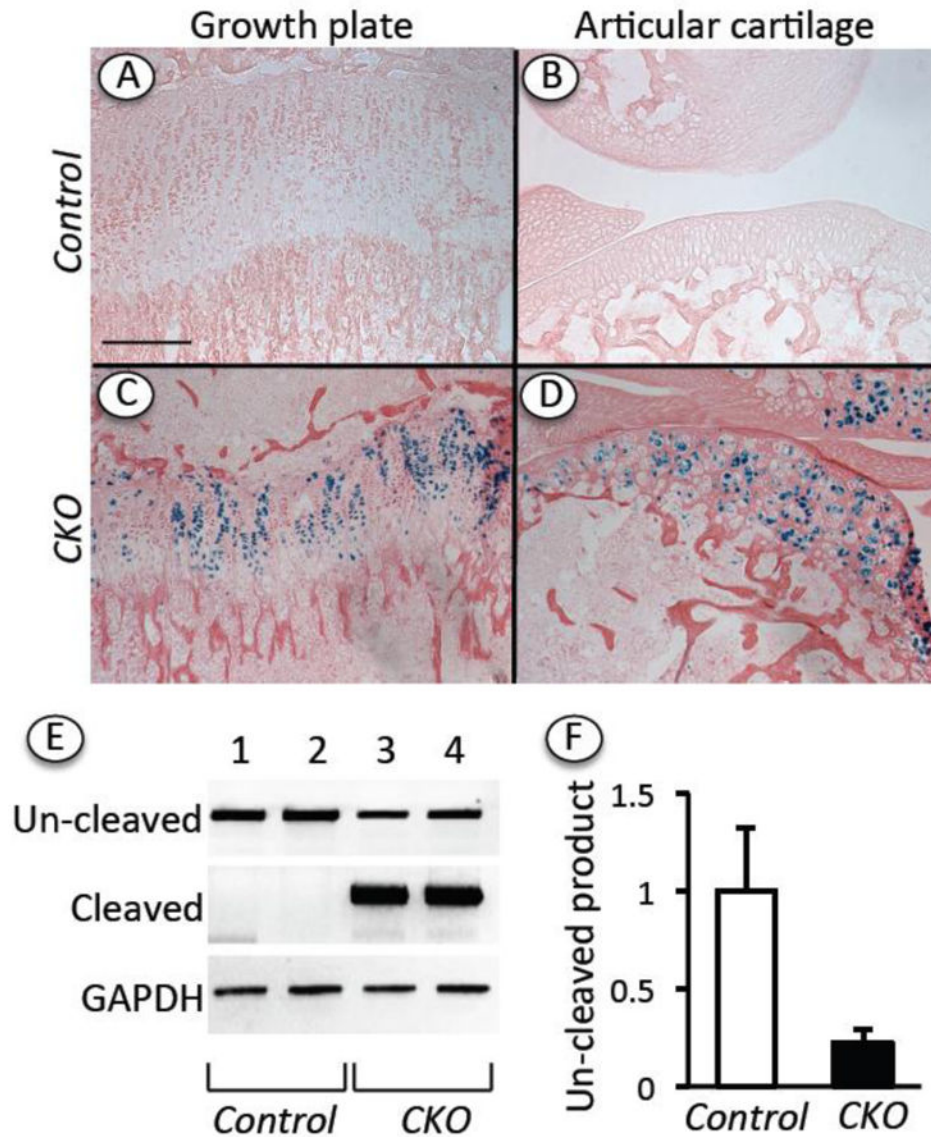 Growth plate Articular cartilage
A B
Control
C D
CKO
E 1 2 3 4 F
Un-cleaved
Cleaved
GAPDH
Control CKO
Un-cleaved product
1.5
1
0.5
0
Control CKO